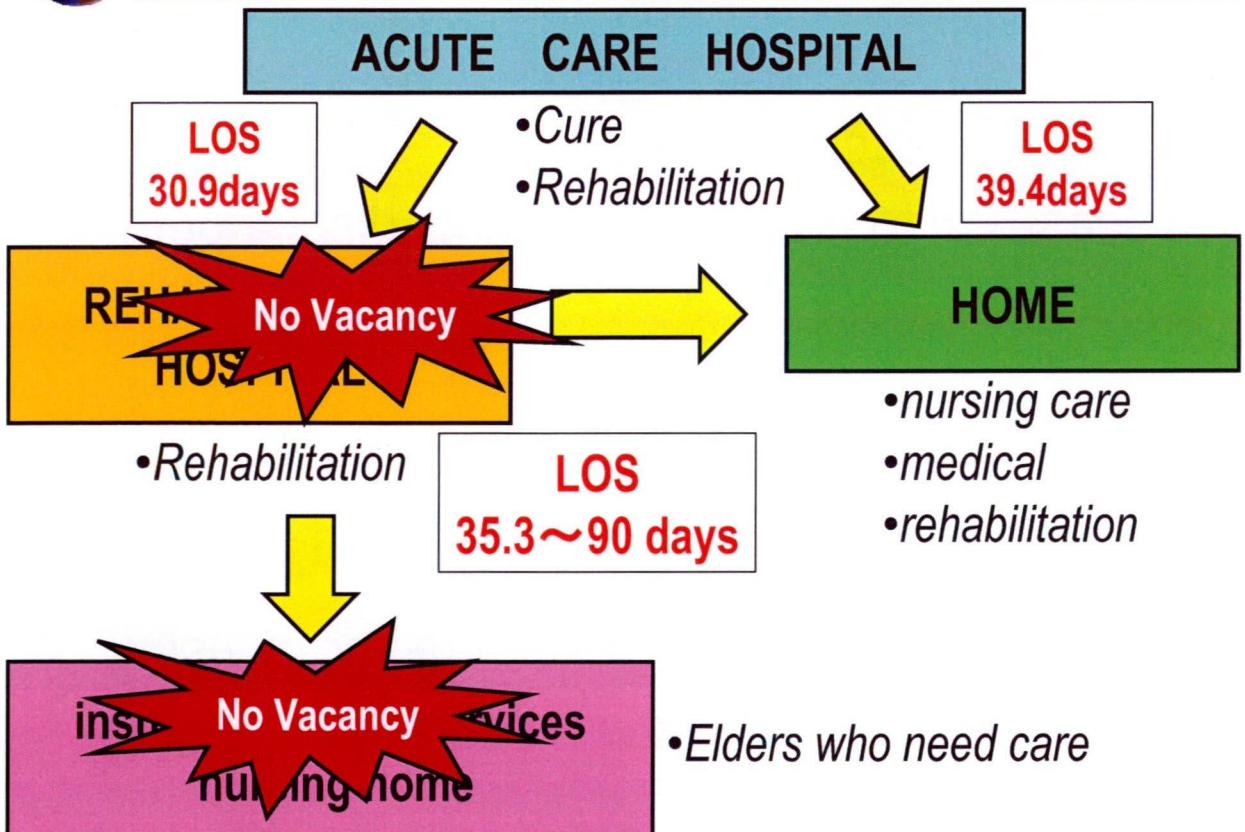 ACUTE CARE HOSPITAL
LOS
30.9days
•Cure
•Rehabilitation
LOS
39.4days
No Vacancy
HOME
•Rehabilitation
LOS
35.3～90 days
•nursing care
•medical
•rehabilitation
No Vacancy
home
•Elders who need care